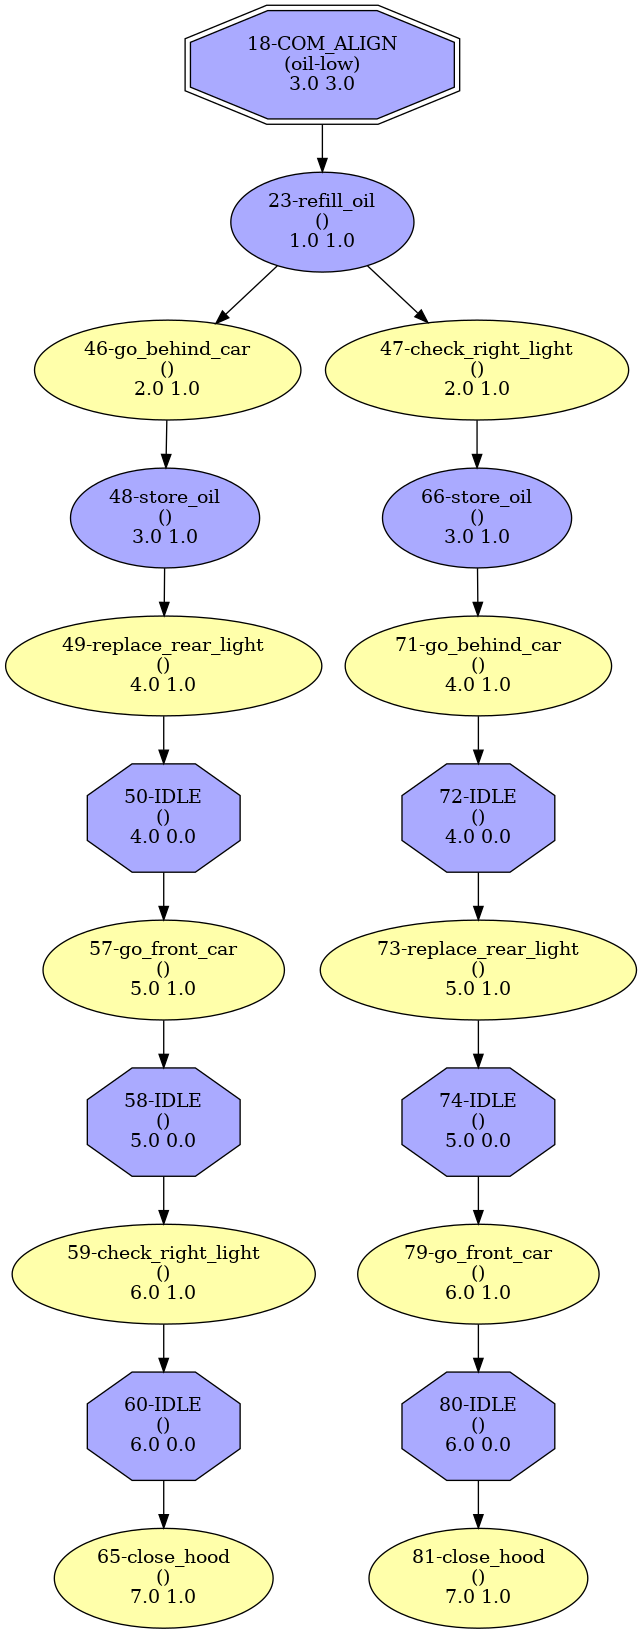 18-COM_ALIGN
(oil-low)
3.0 3.0
23-refill_oil
()
1.0 1.0
46-go_behind_car
()
2.0 1.0
47-check_right_light
()
2.0 1.0
48-store_oil
()
3.0 1.0
66-store_oil
()
3.0 1.0
49-replace_rear_light
()
4.0 1.0
71-go_behind_car
()
4.0 1.0
50-IDLE
()
4.0 0.0
72-IDLE
()
4.0 0.0
57-go_front_car
()
5.0 1.0
73-replace_rear_light
()
5.0 1.0
58-IDLE
()
5.0 0.0
74-IDLE
()
5.0 0.0
59-check_right_light
()
6.0 1.0
79-go_front_car
()
6.0 1.0
60-IDLE
()
6.0 0.0
80-IDLE
()
6.0 0.0
65-close_hood
()
7.0 1.0
81-close_hood
()
7.0 1.0